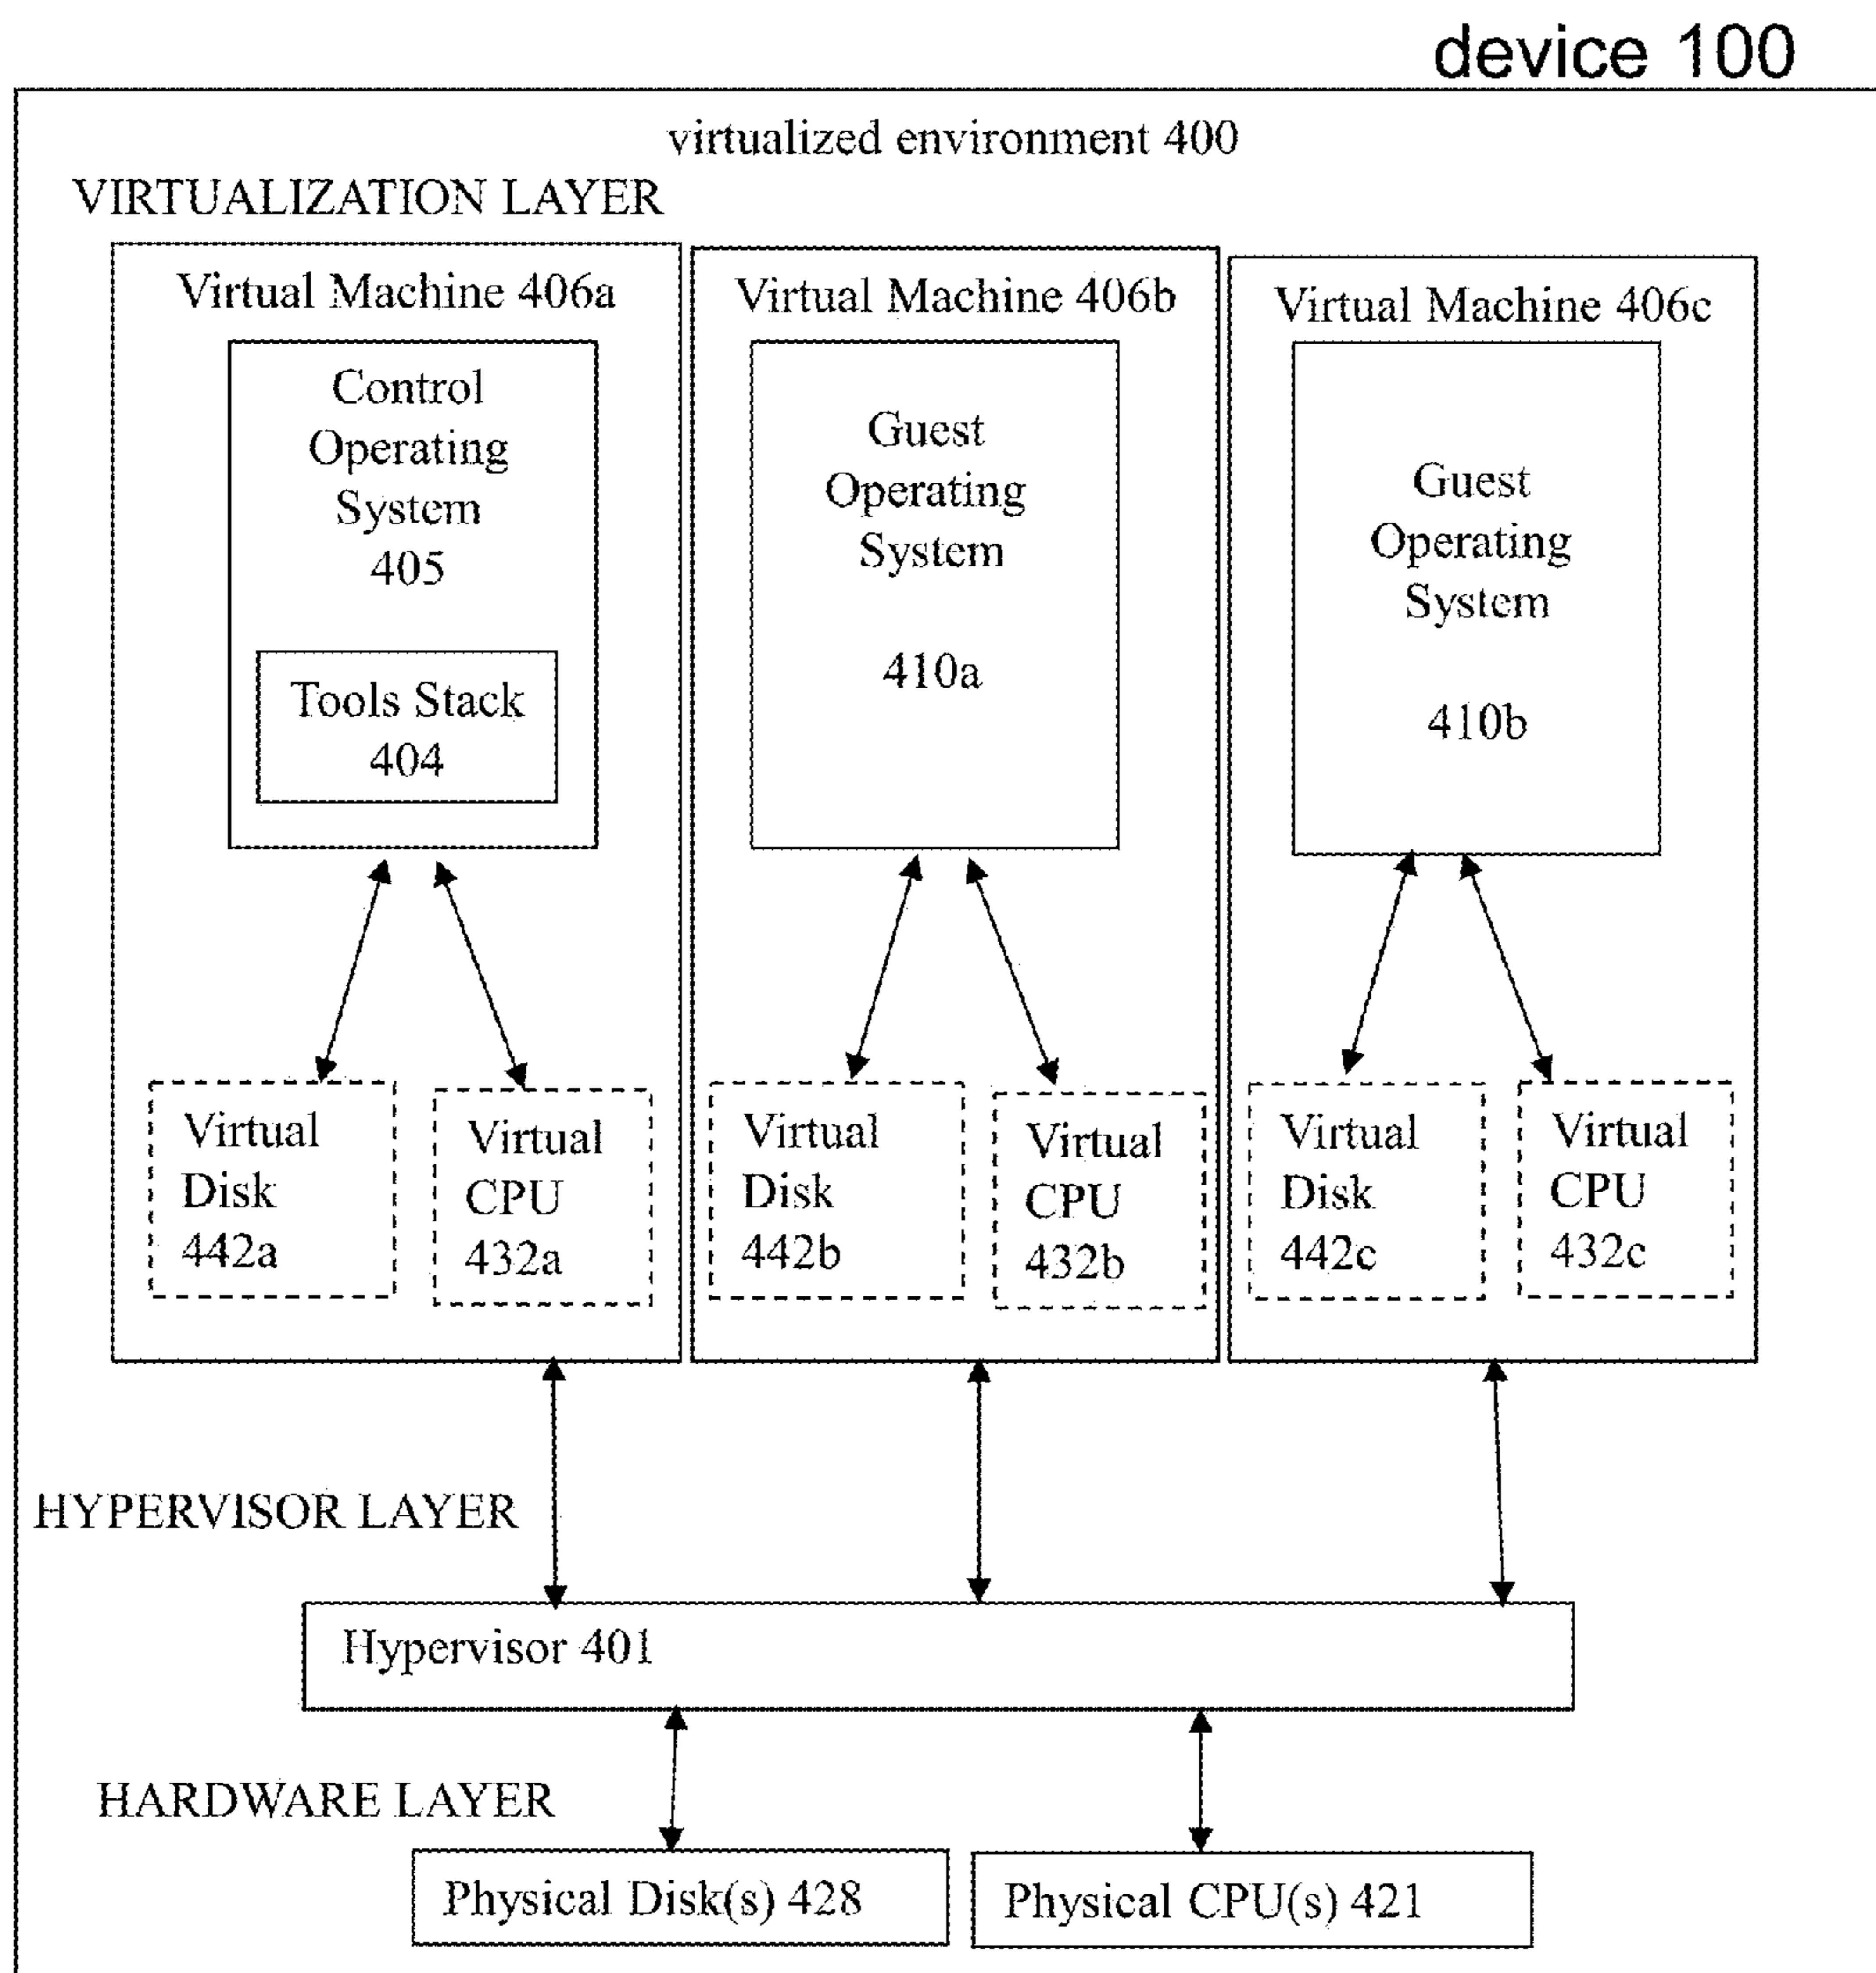 device 100
virtualized environment 400
VIRTUALIZATION LAYER
Virtual Machine 406a
Control
Operating
System
405
Tools Stack
404
Virtual
Disk
442a
Virtual
CPU
432a
Virtual Machine 406b
Guest
Operating
System
410a
Virtual
Disk
442b
Virtual
CPU
432b
Virtual Machine 406c
Guest
Operating
System
410b
Virtual
Disk
442c
Virtual
CPU
432c
HYPERVISOR LAYER
Hypervisor 401
HARDWARE LAYER
Physical Disk(s) 428
Physical CPU(s) 421